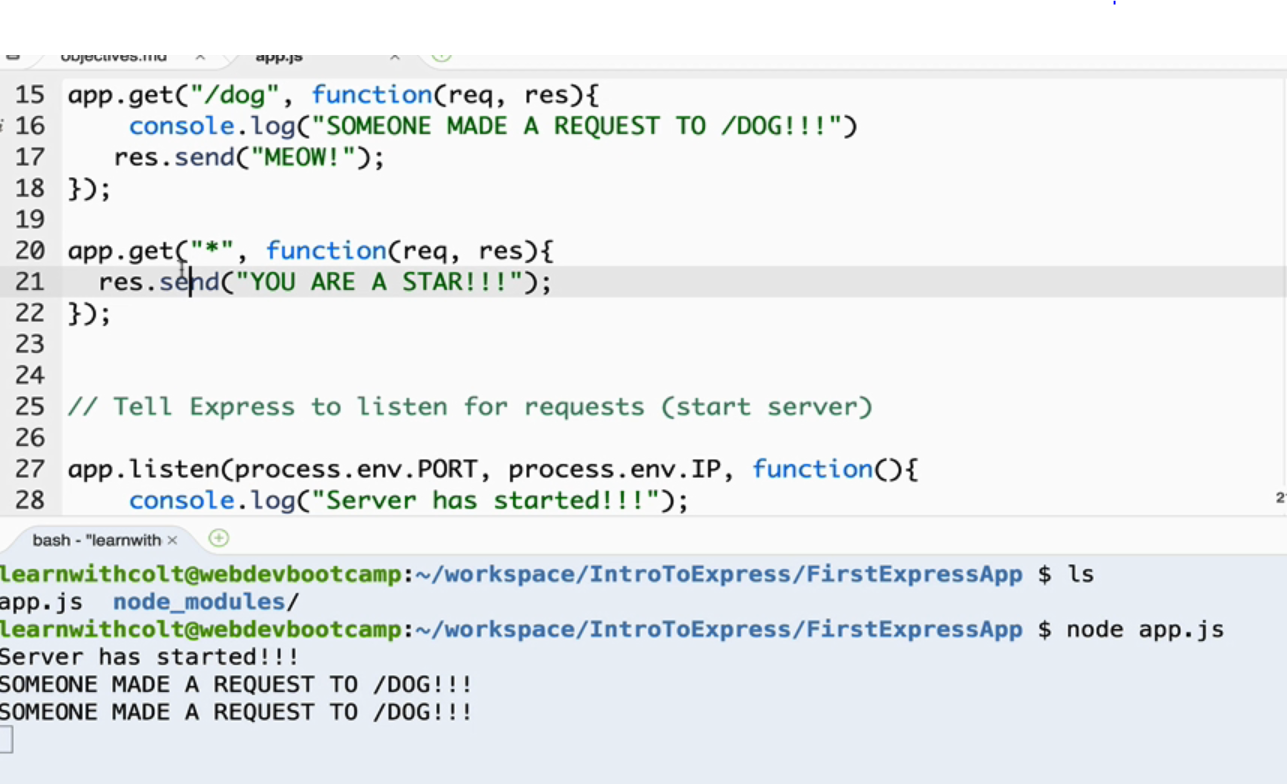 objectives.md × app.js ×
15 app.get("/dog", function(req, res){
i 16 console.log("SOMEONE MADE A REQUEST TO /DOG!!!")
17 res.send("MEOW!");
18 });
19
20 app.get("*", function(req, res){
21 res.send("YOU ARE A STAR!!!");
22 });
23
24
25 // Tell Express to listen for requests (start server)
26
27 app.listen(process.env.PORT, process.env.IP, function(){
28 console.log("Server has started!!!");
bash - "learnwith ×
learnwithcolt@webdevbootcamp:~/workspace/IntroToExpress/FirstExpressApp $ ls
app.js node_modules/
learnwithcolt@webdevbootcamp:~/workspace/IntroToExpress/FirstExpressApp $ node app.js
Server has started!!!
SOMEONE MADE A REQUEST TO /DOG!!!
SOMEONE MADE A REQUEST TO /DOG!!!